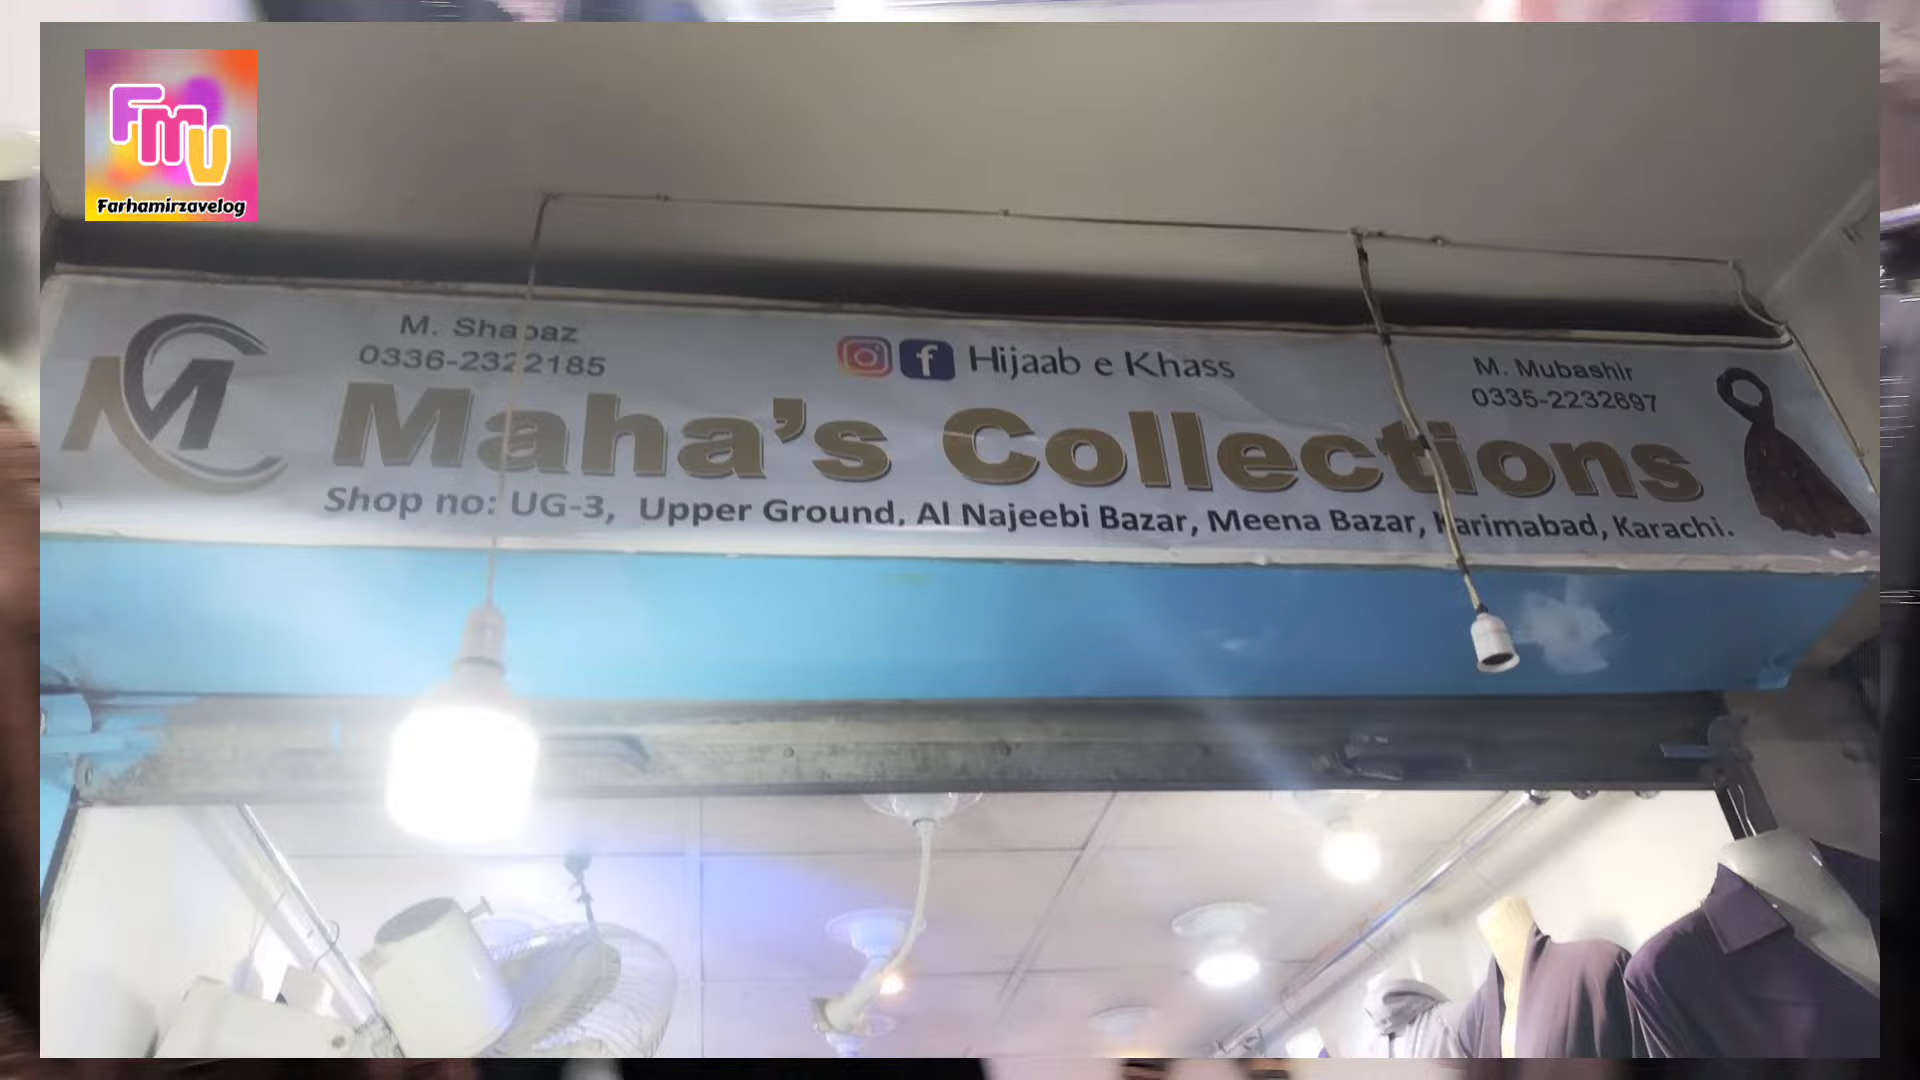 FMV
Farhamirzavelog
MC
M. Shabaz
0336-2322185
Hijaab e Khass
M. Mubashir
0335-2232697
Maha's Collections
Shop no: UG-3, Upper Ground, Al Najeebi Bazar, Meena Bazar, Karimabad, Karachi.